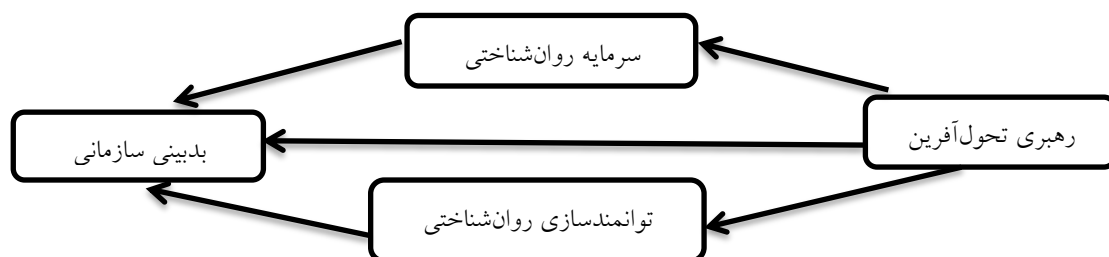 سرمایه روان‌شناختی
رهبری تحول‌آفرین
بدبینی سازمانی
توانمندسازی روان‌شناختی